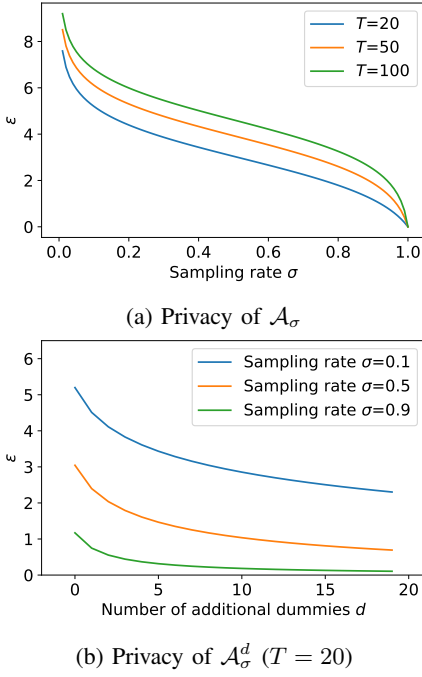 T=20
T=50
T=100
8
6
4
2
0
ε
0.0 0.2 0.4 0.6 0.8 1.0
Sampling rate σ
(a) Privacy of 𝒜σ
Sampling rate σ=0.1
Sampling rate σ=0.5
Sampling rate σ=0.9
6
5
4
3
2
1
0
ε
0 5 10 15 20
Number of additional dummies d
(b) Privacy of 𝒜σᵈ (T = 20)